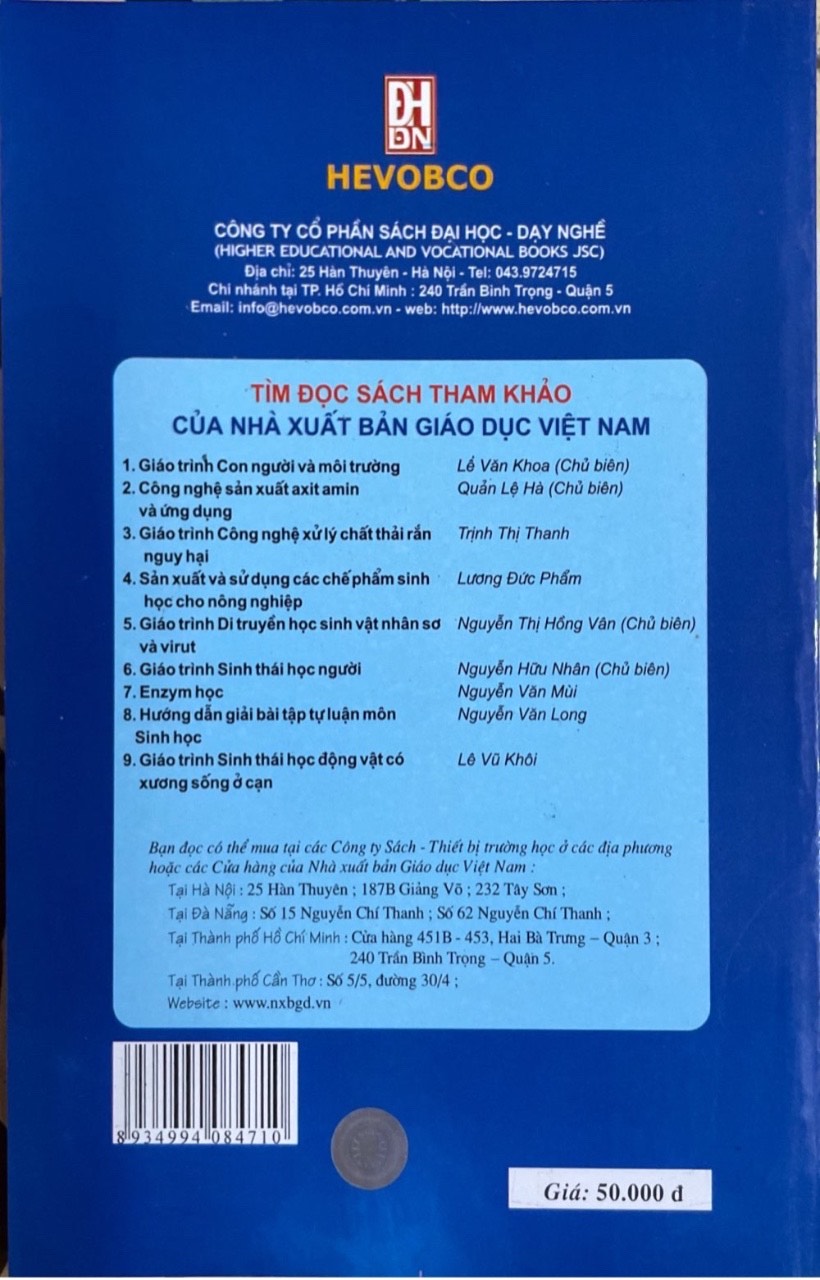 ĐH
DN
HEVOBCO
CÔNG TY CỔ PHẦN SÁCH ĐẠI HỌC - DẠY NGHỀ
(HIGHER EDUCATIONAL AND VOCATIONAL BOOKS JSC)
Địa chỉ: 25 Hàn Thuyên - Hà Nội - Tel: 043.9724715
Chi nhánh tại TP. Hồ Chí Minh : 240 Trần Bình Trọng - Quận 5
Email: info@hevobco.com.vn - web: http://www.hevobco.com.vn
TÌM ĐỌC SÁCH THAM KHẢO
CỦA NHÀ XUẤT BẢN GIÁO DỤC VIỆT NAM
1. Giáo trình Con người và môi trường Lê Văn Khoa (Chủ biên)
2. Công nghệ sản xuất axit amin Quản Lê Hà (Chủ biên)
và ứng dụng
3. Giáo trình Công nghệ xử lý chất thải rắn Trịnh Thị Thanh
nguy hại
4. Sản xuất và sử dụng các chế phẩm sinh Lương Đức Phẩm
học cho nông nghiệp
5. Giáo trình Di truyền học sinh vật nhân sơ Nguyễn Thị Hồng Vân (Chủ biên)
và virut
6. Giáo trình Sinh thái học người Nguyễn Hữu Nhân (Chủ biên)
7. Enzym học Nguyễn Văn Mùi
8. Hướng dẫn giải bài tập tự luận môn Nguyễn Văn Long
Sinh học
9. Giáo trình Sinh thái học động vật có Lê Vũ Khôi
xương sống ở cạn
Bạn đọc có thể mua tại các Công ty Sách - Thiết bị trường học ở các địa phương
hoặc các Cửa hàng của Nhà xuất bản Giáo dục Việt Nam :
Tại Hà Nội : 25 Hàn Thuyên ; 187B Giảng Võ ; 232 Tây Sơn ;
Tại Đà Nẵng : Số 15 Nguyễn Chí Thanh ; Số 62 Nguyễn Chí Thanh ;
Tại Thành phố Hồ Chí Minh : Cửa hàng 451B - 453, Hai Bà Trưng – Quận 3 ;
240 Trần Bình Trọng – Quận 5.
Tại Thành phố Cần Thơ : Số 5/5, đường 30/4 ;
Website : www.nxbgd.vn
8934994084710
Giá: 50.000 đ